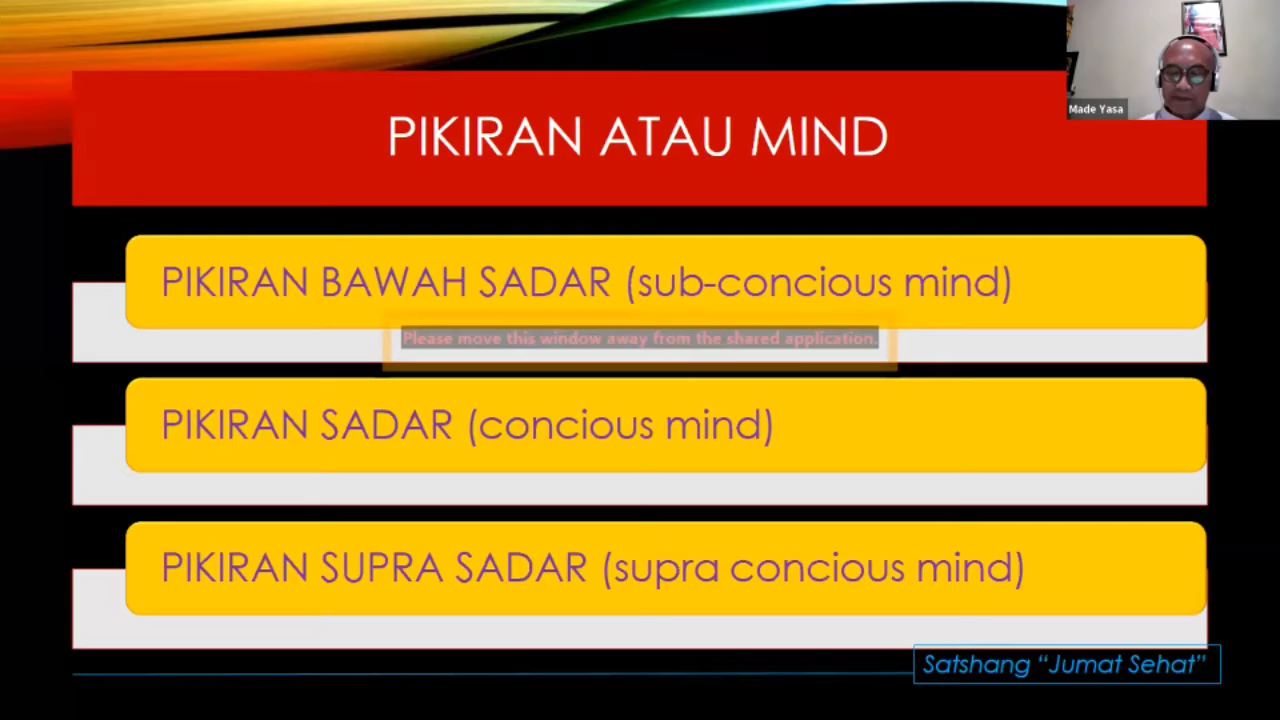 PIKIRAN ATAU MIND
Made Yasa
PIKIRAN BAWAH SADAR (sub-concious mind)
Please move this window away from the shared application.
PIKIRAN SADAR (concious mind)
PIKIRAN SUPRA SADAR (supra concious mind)
Satshang “Jumat Sehat”